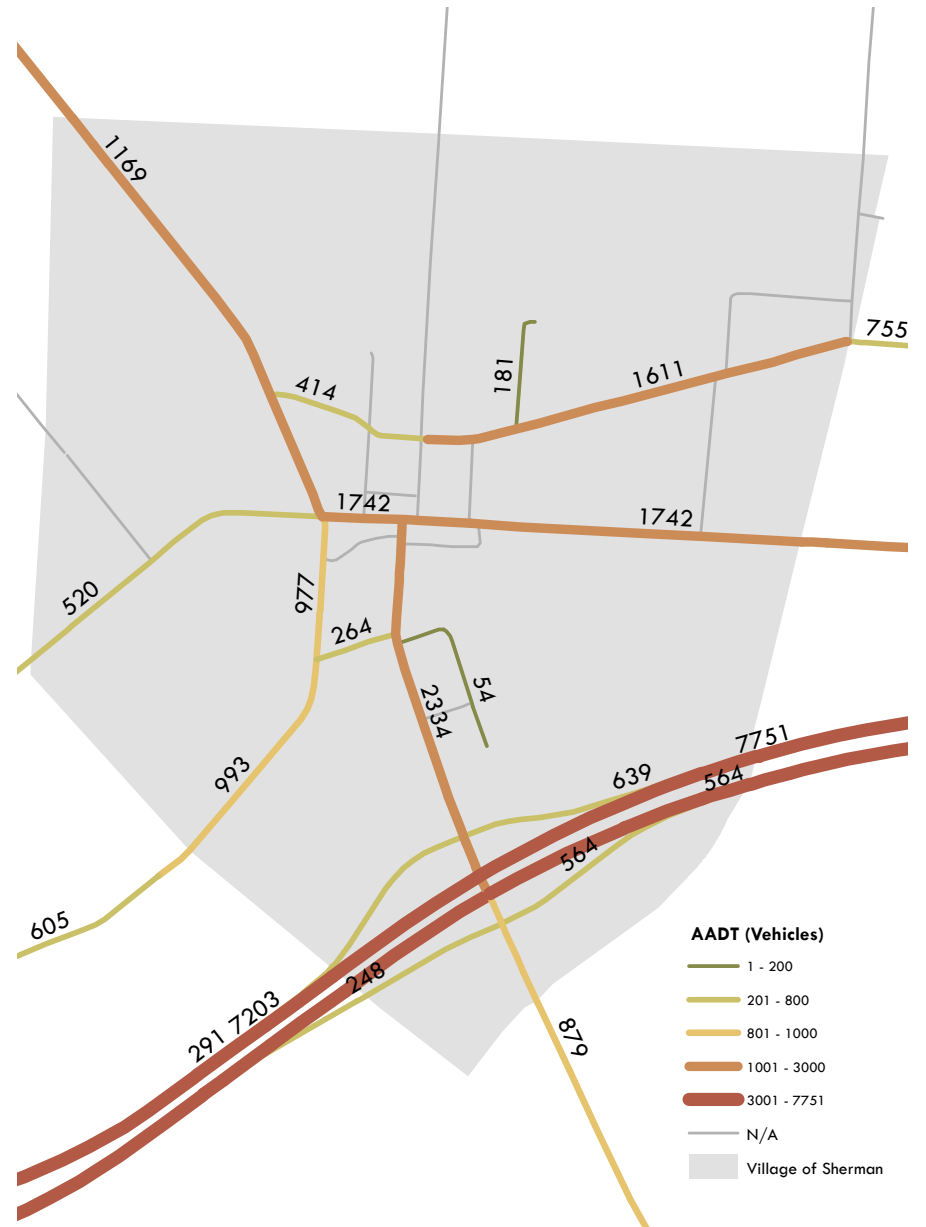 1169
755
414
181
1611
1742
1742
977
520
264
54
2334
993
7751
639
564
564
605
248
291 7203
879
AADT (Vehicles)
1 - 200
201 - 800
801 - 1000
1001 - 3000
3001 - 7751
N/A
Village of Sherman